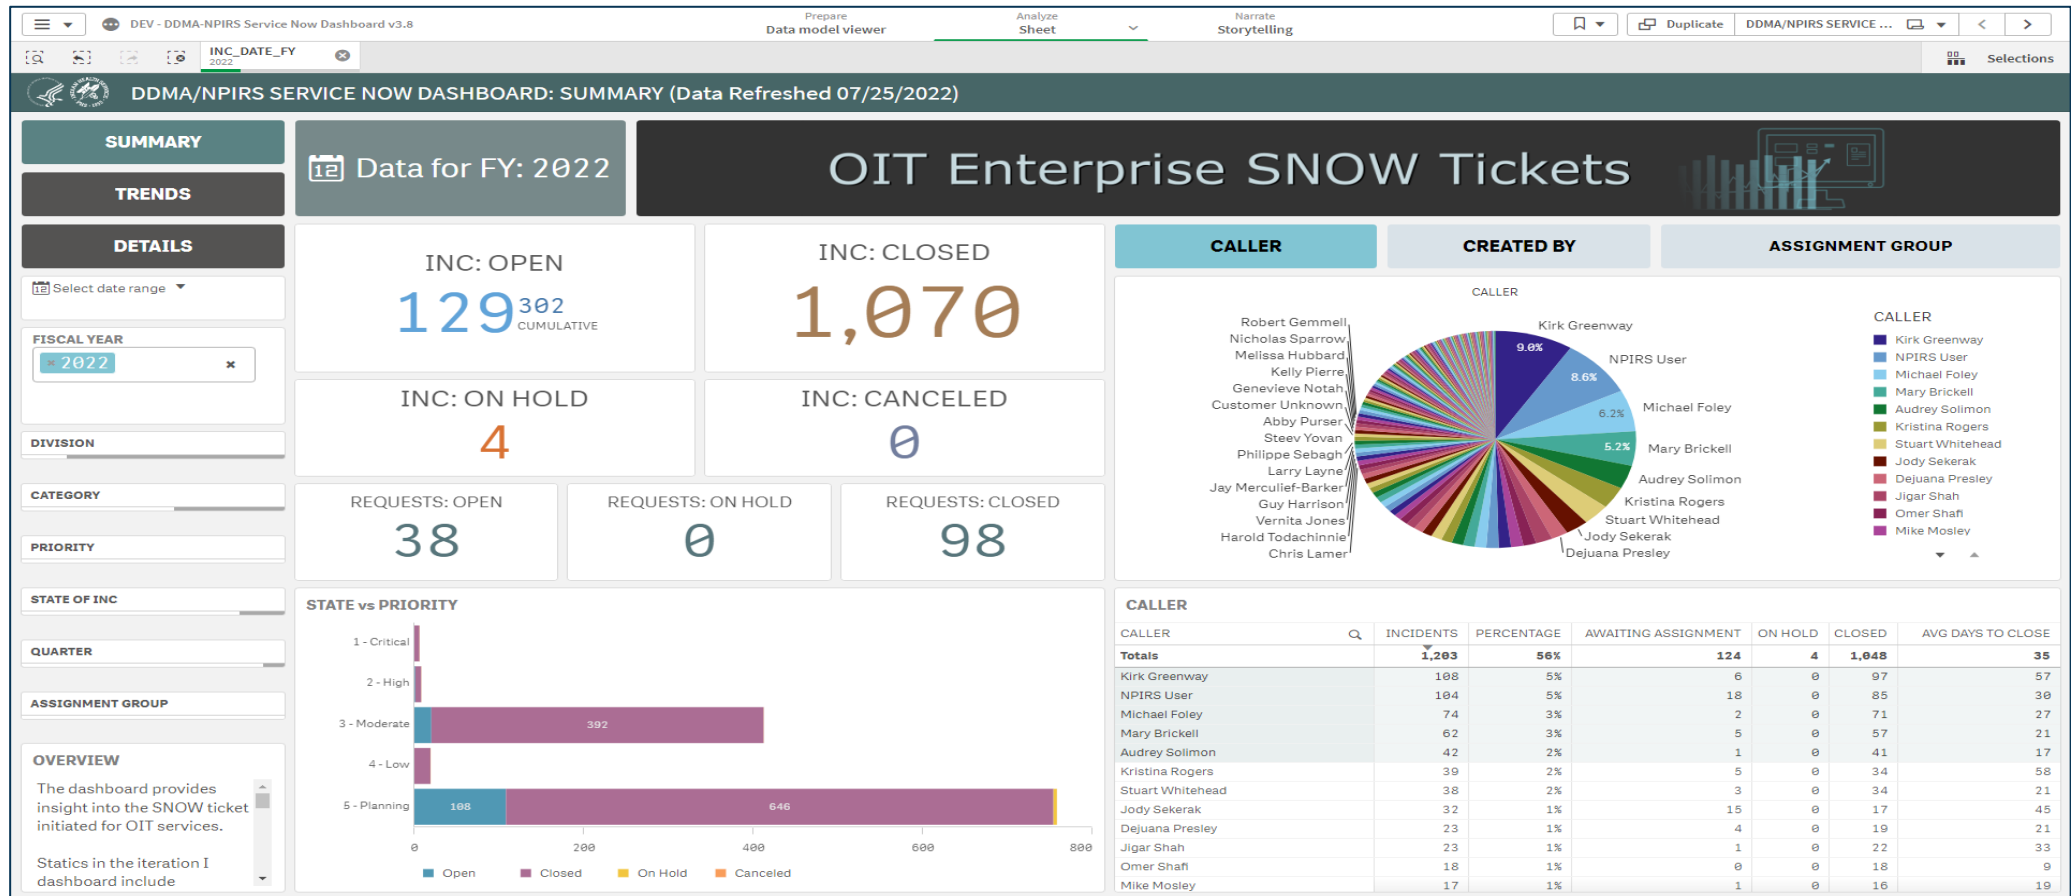 DEV - DDMA-NPIRS Service Now Dashboard v3.8
Prepare
Data model viewer
Analyze
Sheet
Narrate
Storytelling
Duplicate
DDMA/NPIRS SERVICE ...
INC_DATE_FY
2022
Selections
DDMA/NPIRS SERVICE NOW DASHBOARD: SUMMARY (Data Refreshed 07/25/2022)
SUMMARY
TRENDS
DETAILS
12 Data for FY: 2022
OIT Enterprise SNOW Tickets
12 Select date range
FISCAL YEAR
× 2022 ×
DIVISION
CATEGORY
PRIORITY
STATE OF INC
QUARTER
ASSIGNMENT GROUP
OVERVIEW
The dashboard provides
insight into the SNOW ticket
initiated for OIT services.
Statics in the iteration I
dashboard include
INC: OPEN
129 302
CUMULATIVE
INC: CLOSED
1,070
INC: ON HOLD
4
INC: CANCELED
0
REQUESTS: OPEN
38
REQUESTS: ON HOLD
0
REQUESTS: CLOSED
98
STATE vs PRIORITY
1 - Critical
2 - High
3 - Moderate
392
4 - Low
5 - Planning
108
646
0 200 400 600 800
Open Closed On Hold Canceled
CALLER
CREATED BY
ASSIGNMENT GROUP
CALLER
Robert Gemmell
Nicholas Sparrow
Melissa Hubbard
Kelly Pierre
Genevieve Notah
Customer Unknown
Abby Purser
Steev Yovan
Philippe Sebagh
Larry Layne
Jay Merculief-Barker
Guy Harrison
Vernita Jones
Harold Todachinnie
Chris Lamer
9.0%
8.6%
6.2%
5.2%
Kirk Greenway
NPIRS User
Michael Foley
Mary Brickell
Audrey Solimon
Kristina Rogers
Stuart Whitehead
Jody Sekerak
Dejuana Presley
CALLER
Kirk Greenway
NPIRS User
Michael Foley
Mary Brickell
Audrey Solimon
Kristina Rogers
Stuart Whitehead
Jody Sekerak
Dejuana Presley
Jigar Shah
Omer Shafi
Mike Mosley
CALLER
CALLER INCIDENTS PERCENTAGE AWAITING ASSIGNMENT ON HOLD CLOSED AVG DAYS TO CLOSE
Totals 1,203 56% 124 4 1,048 35
Kirk Greenway 108 5% 6 0 97 57
NPIRS User 104 5% 18 0 85 30
Michael Foley 74 3% 2 0 71 27
Mary Brickell 62 3% 5 0 57 21
Audrey Solimon 42 2% 1 0 41 17
Kristina Rogers 39 2% 5 0 34 58
Stuart Whitehead 38 2% 3 0 34 21
Jody Sekerak 32 1% 15 0 17 45
Dejuana Presley 23 1% 4 0 19 21
Jigar Shah 23 1% 1 0 22 33
Omer Shafi 18 1% 0 0 18 9
Mike Mosley 17 1% 1 0 16 19